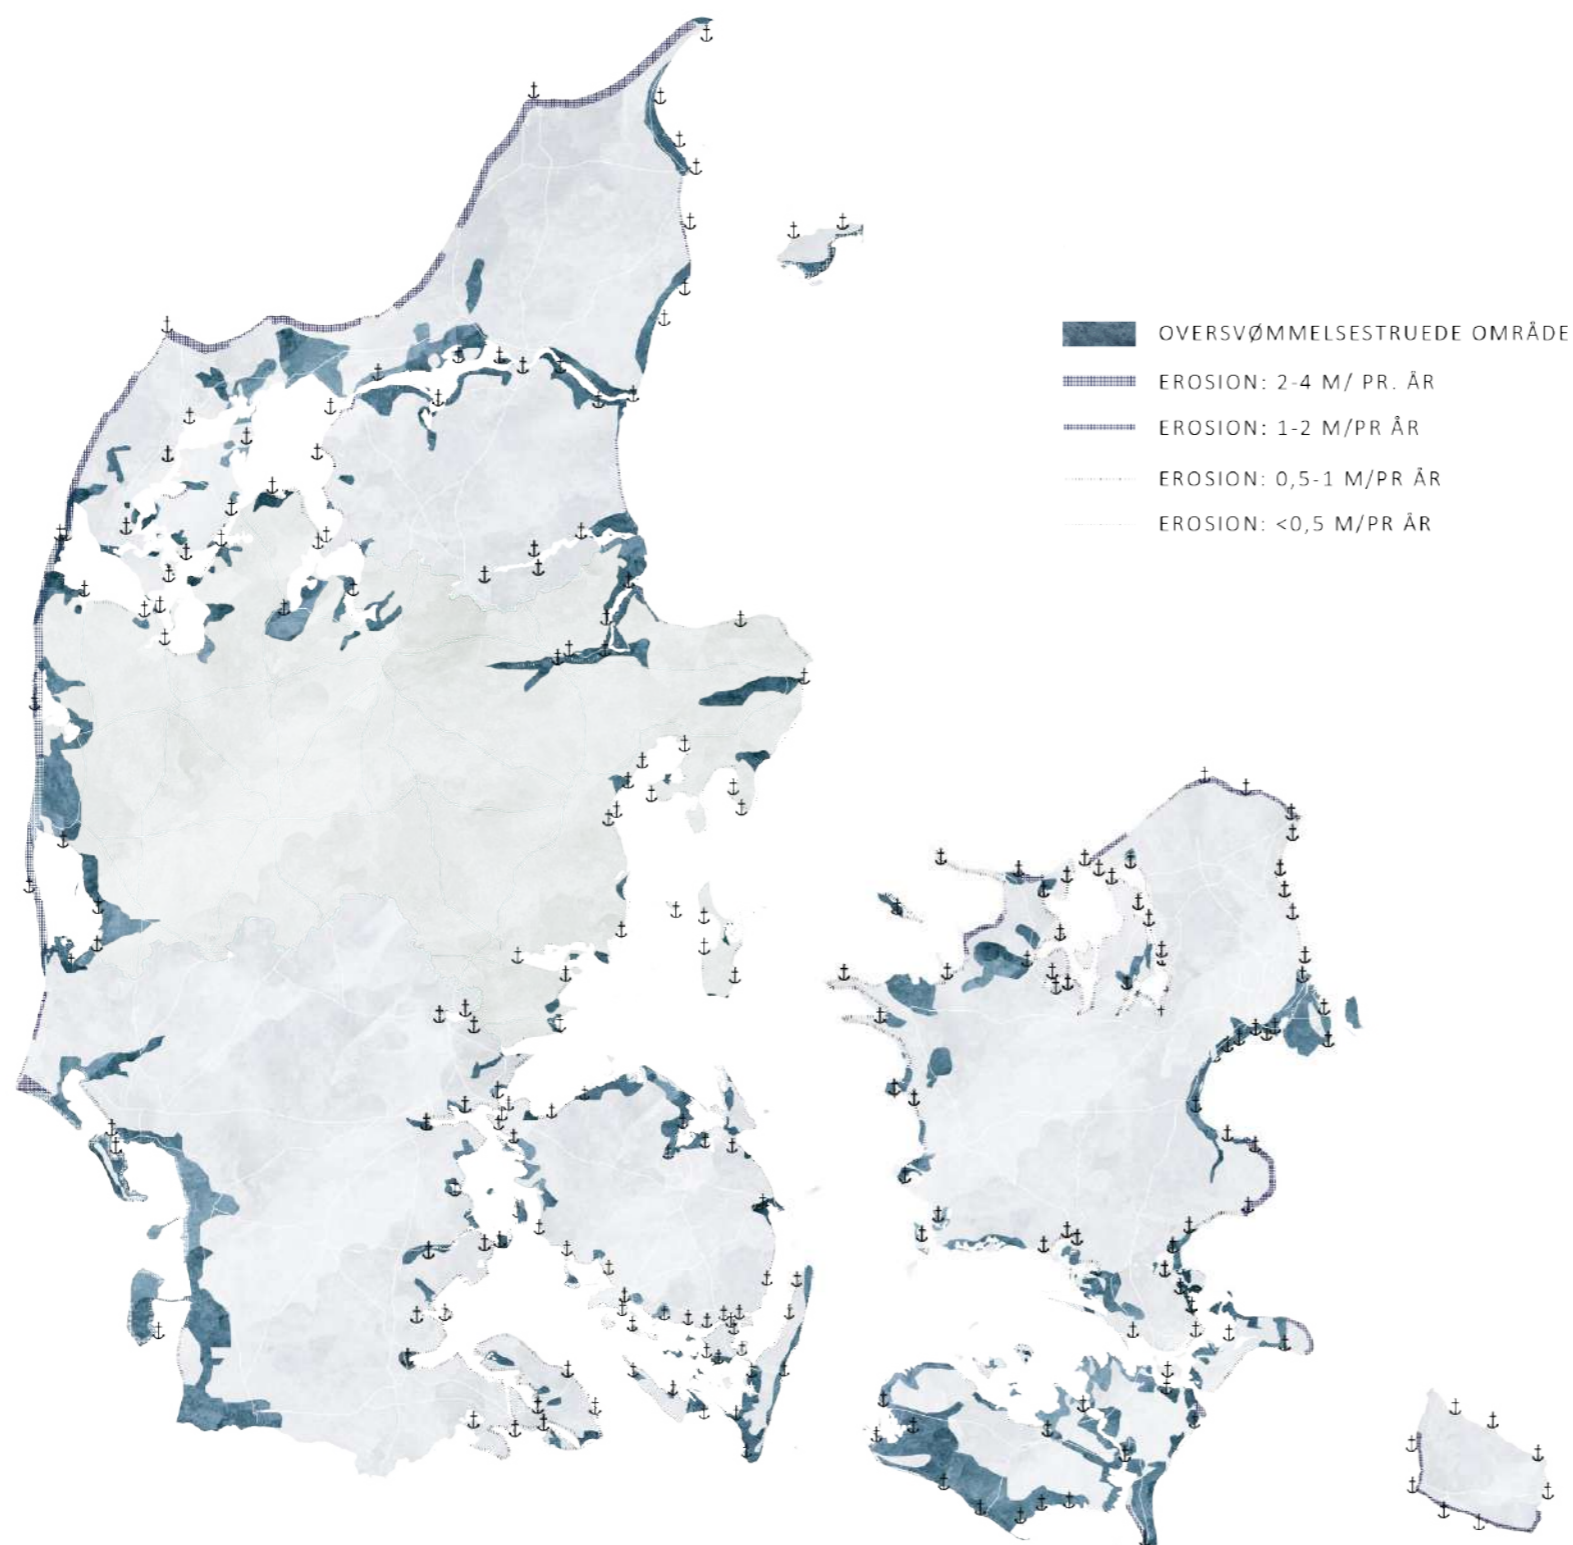 OVERSVØMMELSESTRUEDE OMRÅDE
EROSION: 2-4 M/ PR. ÅR
EROSION: 1-2 M/PR ÅR
EROSION: 0,5-1 M/PR ÅR
EROSION: <0,5 M/PR ÅR